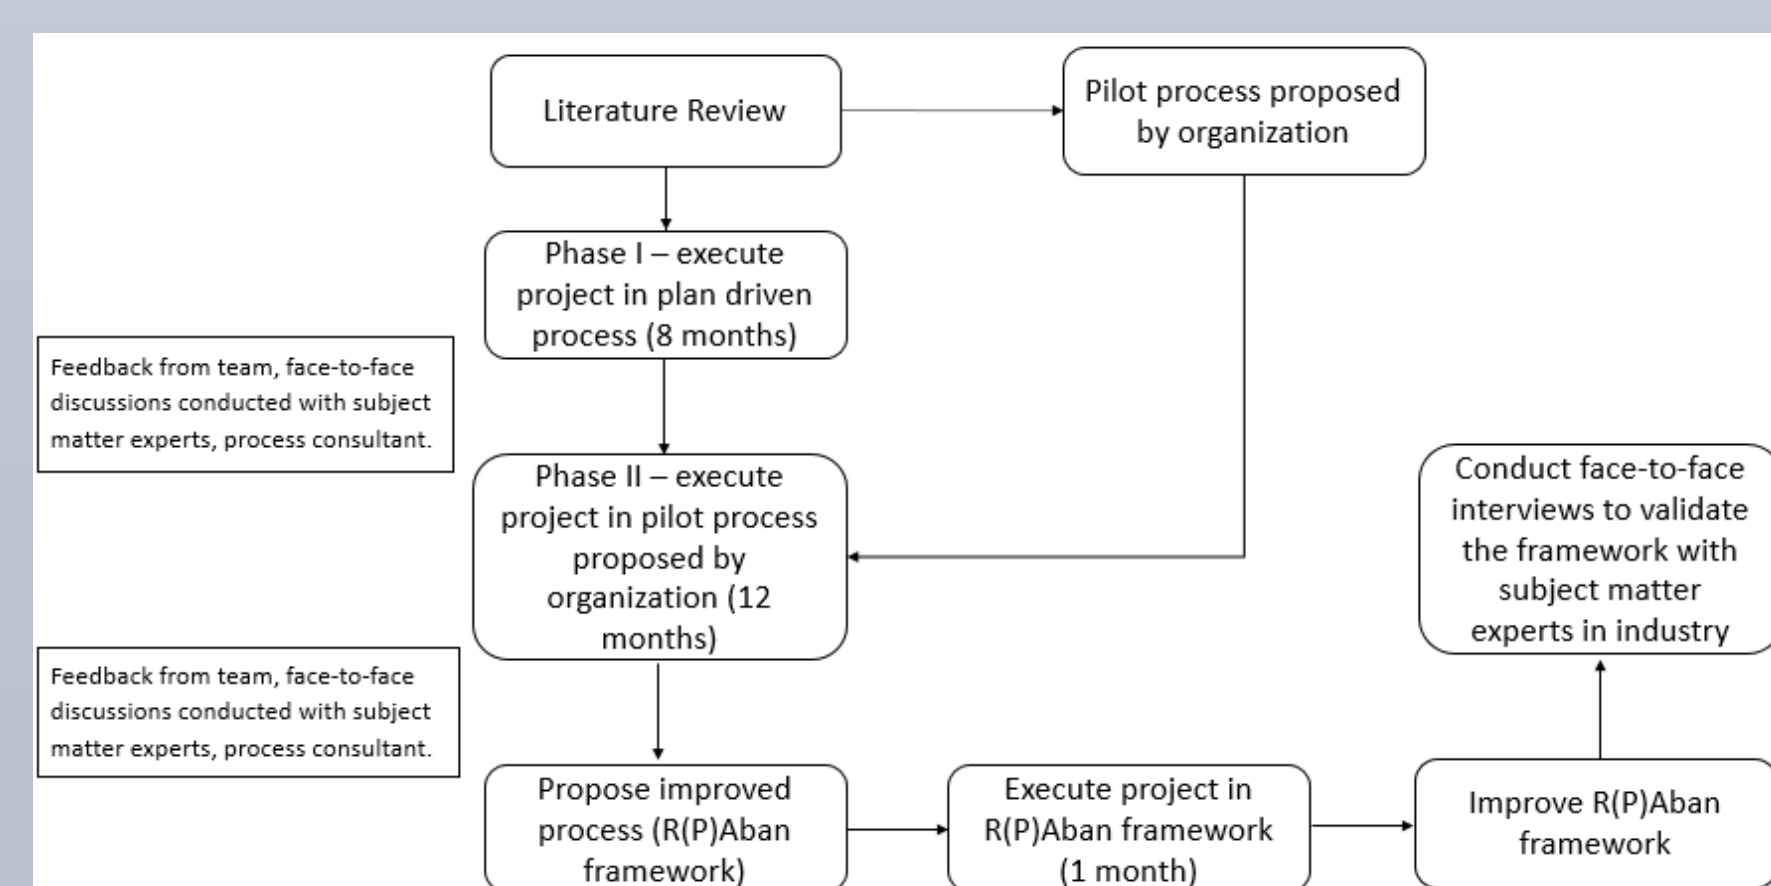 Literature Review
Pilot process proposed
by organization
Phase I – execute
project in plan driven
process (8 months)
Feedback from team, face-to-face
discussions conducted with subject
matter experts, process consultant.
Phase II – execute
project in pilot process
proposed by
organization (12
months)
Conduct face-to-face
interviews to validate
the framework with
subject matter
experts in industry
Feedback from team, face-to-face
discussions conducted with subject
matter experts, process consultant.
Propose improved
process (R(P)Aban
framework)
Execute project in
R(P)Aban framework
(1 month)
Improve R(P)Aban
framework